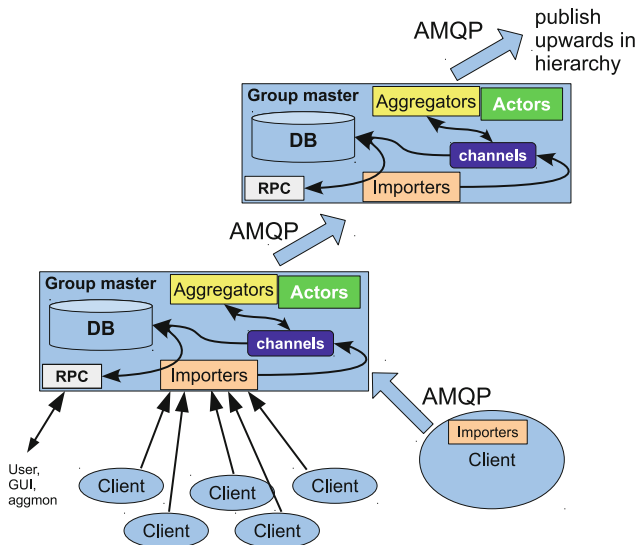 AMQP
publish
upwards in
hierarchy
Group master
Aggregators
Actors
DB
channels
RPC
Importers
AMQP
Group master
Aggregators
Actors
DB
channels
RPC
Importers
AMQP
Importers
Client
User,
GUI,
aggmon
Client
Client
Client
Client
Client